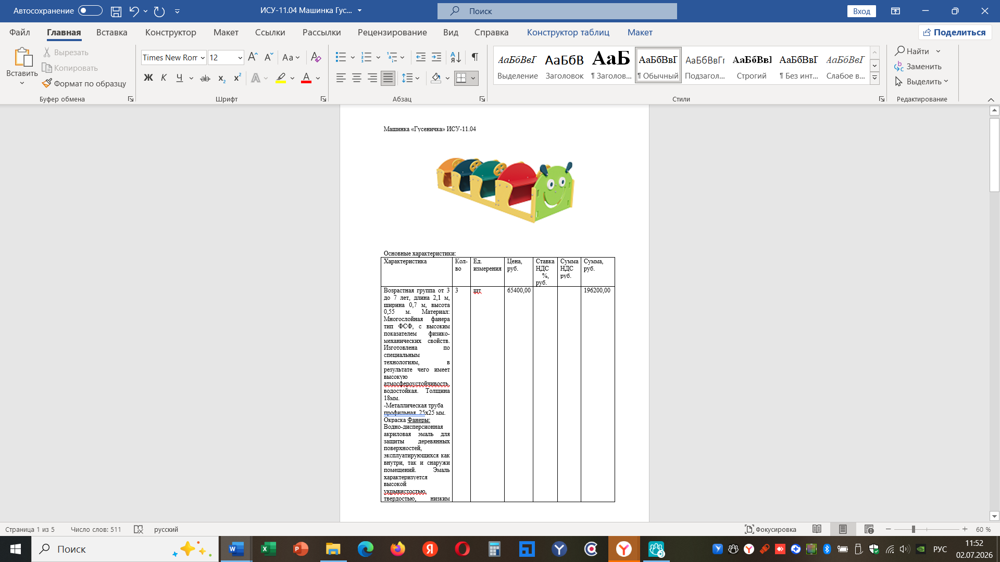 Автосохранение
ИСУ-11.04 Машинка Гус...
Поиск
Вход
Файл
Главная
Вставка
Конструктор
Макет
Ссылки
Рассылки
Рецензирование
Вид
Справка
Конструктор таблиц
Макет
Поделиться
Вставить
Вырезать
Копировать
Формат по образцу
Буфер обмена
Times New Rom
12
Шрифт
Абзац
АаБбВвГ
Выделение
АаБбВ
Заголовок
АаБ
¶ Заголов...
АаБбВвГ
¶ Обычный
АаБбВвГг
Подзагол...
АаБбВвІ
Строгий
АаБбВвГ
¶ Без инт...
АаБбВвГ
Слабое в...
Стили
Найти
Заменить
Выделить
Редактирование
Машинка «Гусеничка» ИСУ-11.04
Основные характеристики:
Характеристика
Кол-
во
Ед.
измерения
Цена,
руб.
Ставка
НДС
%,
руб.
Сумма
НДС
руб.
Сумма,
руб.
Возрастная группа от 3
до 7 лет, длина 2,1 м,
ширина 0,7 м, высота
0,55 м. Материал:
Многослойная фанера
тип ФСФ, с высоким
показателем физико-
механических свойств.
Изготовлена по
специальным
технологиям, в
результате чего имеет
высокую
атмосфероустойчивость,
водостойкая. Толщина
18мм.
-Металлическая труба
профильная 25х25 мм.
Окраска Фанеры:
Водно-дисперсионная
акриловая эмаль для
защиты деревянных
поверхностей,
эксплуатирующихся как
внутри, так и снаружи
помещений. Эмаль
характеризуется
высокой
укрывистостью,
твердостью, низким
3
шт
65400,00
196200,00
Страница 1 из 5
Число слов: 511
русский
Фокусировка
60 %
Поиск
РУС
11:52
02.07.2026